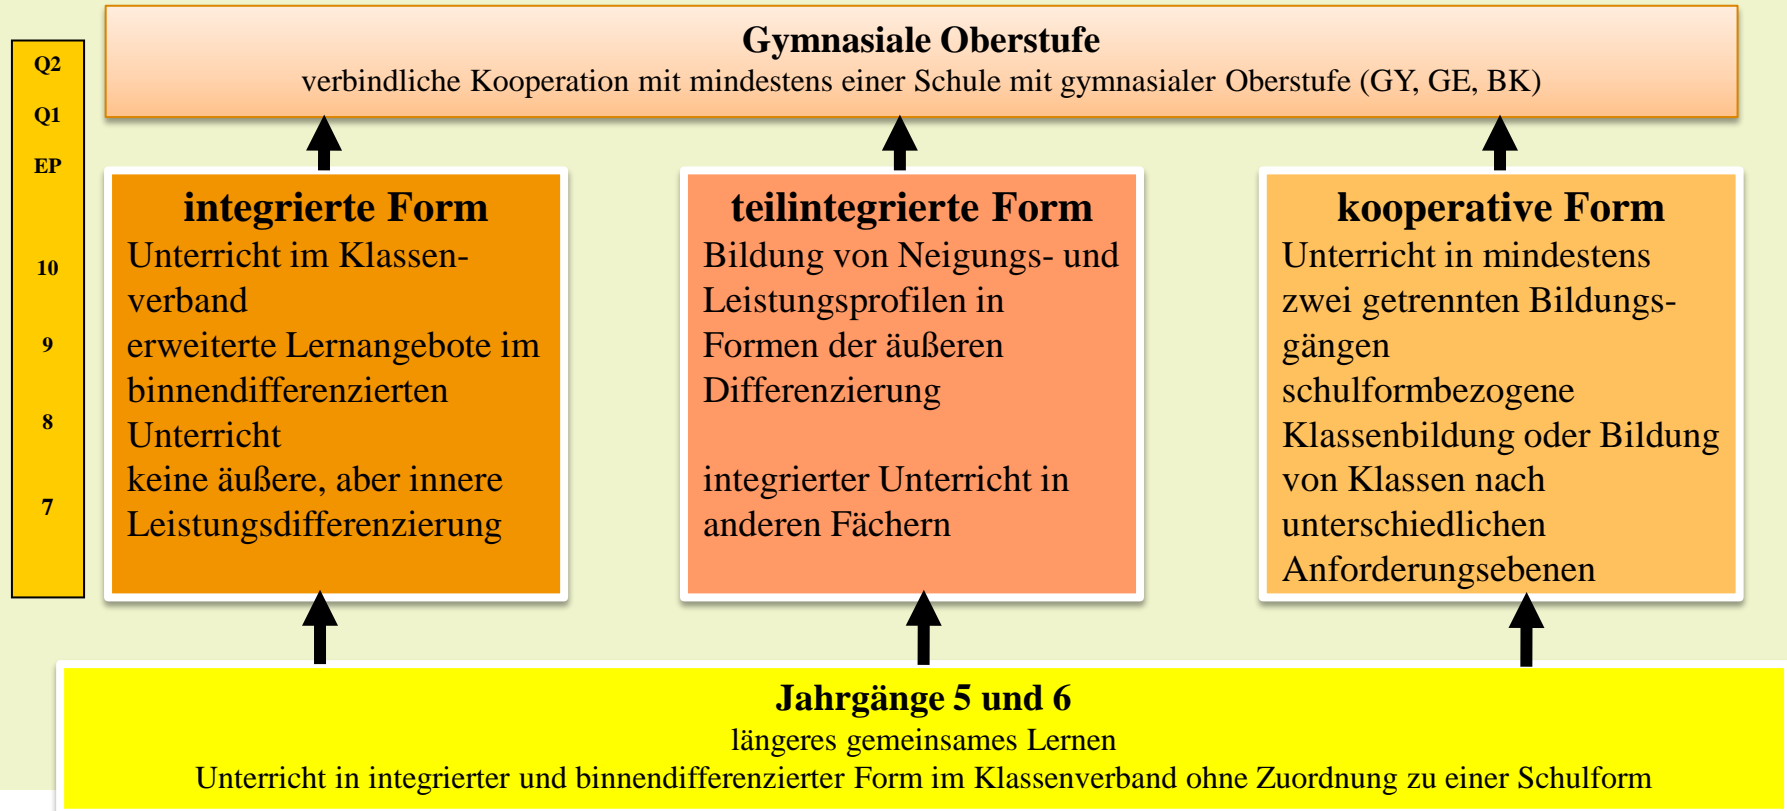 Gymnasiale Oberstufe
verbindliche Kooperation mit mindestens einer Schule mit gymnasialer Oberstufe (GY, GE, BK)
Q2
Q1
EP
10
9
8
7
integrierte Form
Unterricht im Klassen-
verband
erweiterte Lernangebote im
binnendifferenzierten
Unterricht
keine äußere, aber innere
Leistungsdifferenzierung
teilintegrierte Form
Bildung von Neigungs- und
Leistungsprofilen in
Formen der äußeren
Differenzierung
integrierter Unterricht in
anderen Fächern
kooperative Form
Unterricht in mindestens
zwei getrennten Bildungs-
gängen
schulformbezogene
Klassenbildung oder Bildung
von Klassen nach
unterschiedlichen
Anforderungsebenen
Jahrgänge 5 und 6
längeres gemeinsames Lernen
Unterricht in integrierter und binnendifferenzierter Form im Klassenverband ohne Zuordnung zu einer Schulform